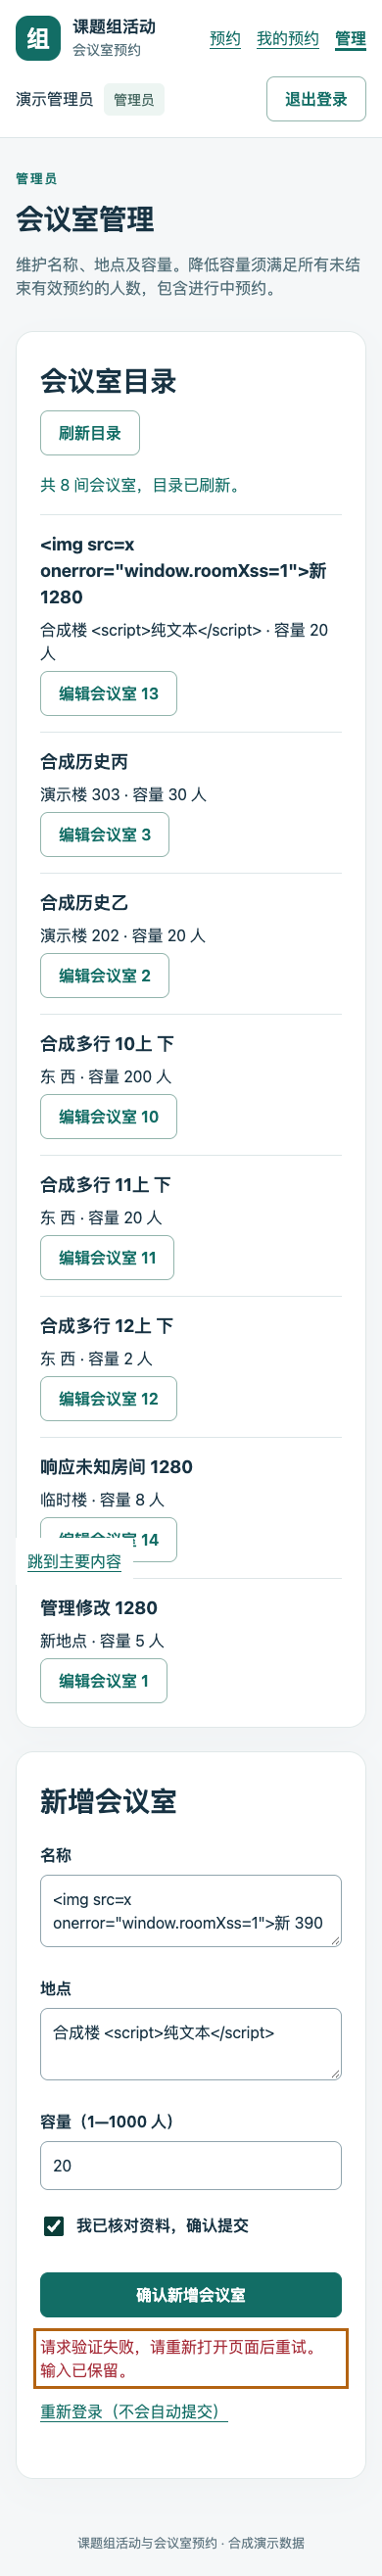 组
课题组活动
会议室预约
预约 我的预约 管理
演示管理员 管理员 退出登录
管理员
会议室管理
维护名称、地点及容量。降低容量须满足所有未结
束有效预约的人数，包含进行中预约。
会议室目录
刷新目录
共 8 间会议室，目录已刷新。
<img src=x
onerror="window.roomXss=1">新
1280
合成楼 <script>纯文本</script> · 容量 20
人
编辑会议室 13
合成历史丙
演示楼 303 · 容量 30 人
编辑会议室 3
合成历史乙
演示楼 202 · 容量 20 人
编辑会议室 2
合成多行 10上 下
东 西 · 容量 200 人
编辑会议室 10
合成多行 11上 下
东 西 · 容量 20 人
编辑会议室 11
合成多行 12上 下
东 西 · 容量 2 人
编辑会议室 12
响应未知房间 1280
临时楼 · 容量 8 人
14
跳到主要内容
管理修改 1280
新地点 · 容量 5 人
编辑会议室 1
新增会议室
名称
<img src=x
onerror="window.roomXss=1">新 390
地点
合成楼 <script>纯文本</script>
容量（1—1000 人）
20
我已核对资料，确认提交
确认新增会议室
请求验证失败，请重新打开页面后重试。
输入已保留。
重新登录（不会自动提交）
课题组活动与会议室预约 · 合成演示数据